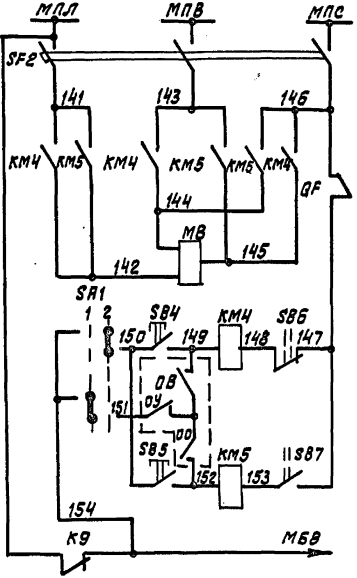 МПЛ МПВ МПС
SF2
141 143 146
КМ4 КМ5 КМ4 КМ5 КМ5 КМ4
QF
144
МВ
142 145
SA1
1 2
SB4 КМ4 SB6
150 149 148 147
ОВ
ОУ
151
ОО
SB5 КМ5 SB7
152 153
154
К9 МБВ